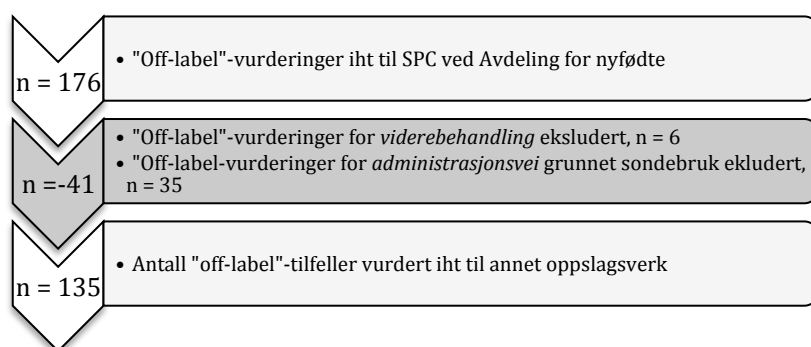 n = 176
• "Off-label"-vurderinger iht til SPC ved Avdeling for nyfødte
n =-41
• "Off-label"-vurderinger for viderebehandling eksludert, n = 6
• "Off-label-vurderinger for administrasjonsvei grunnet sondebruk ekludert,
n = 35
n = 135
• Antall "off-label"-tilfeller vurdert iht til annet oppslagsverk